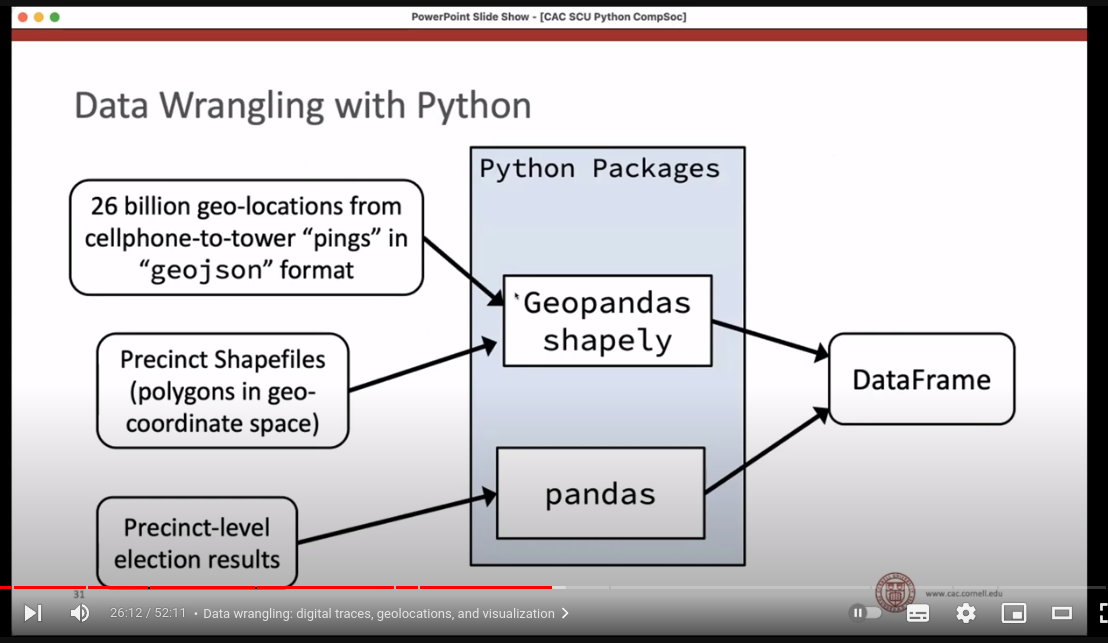 PowerPoint Slide Show - [CAC SCU Python CompSoc]
Data Wrangling with Python
Python Packages
26 billion geo-locations from
cellphone-to-tower “pings” in
“geojson” format
Geopandas
shapely
Precinct Shapefiles
(polygons in geo-
coordinate space)
DataFrame
pandas
Precinct-level
election results
31
www.cac.cornell.edu
26:12 / 52:11 • Data wrangling: digital traces, geolocations, and visualization